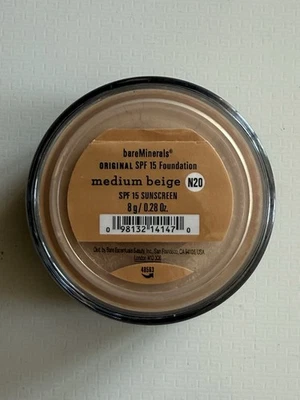 bareMinerals®
ORIGINAL SPF 15 Foundation
medium beige N20
SPF 15 SUNSCREEN
8 g / 0.28 Oz.
0 98132 14147 0